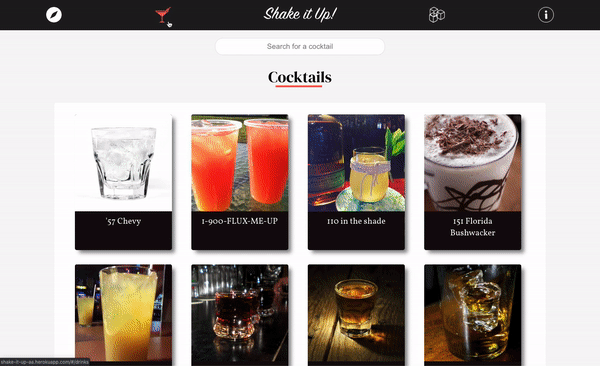 Shake it Up!
Search for a cocktail
Cocktails
'57 Chevy
1-900-FLUX-ME-UP
110 in the shade
151 Florida
Bushwacker
shake-it-up-aa.herokuapp.com/#/drinks